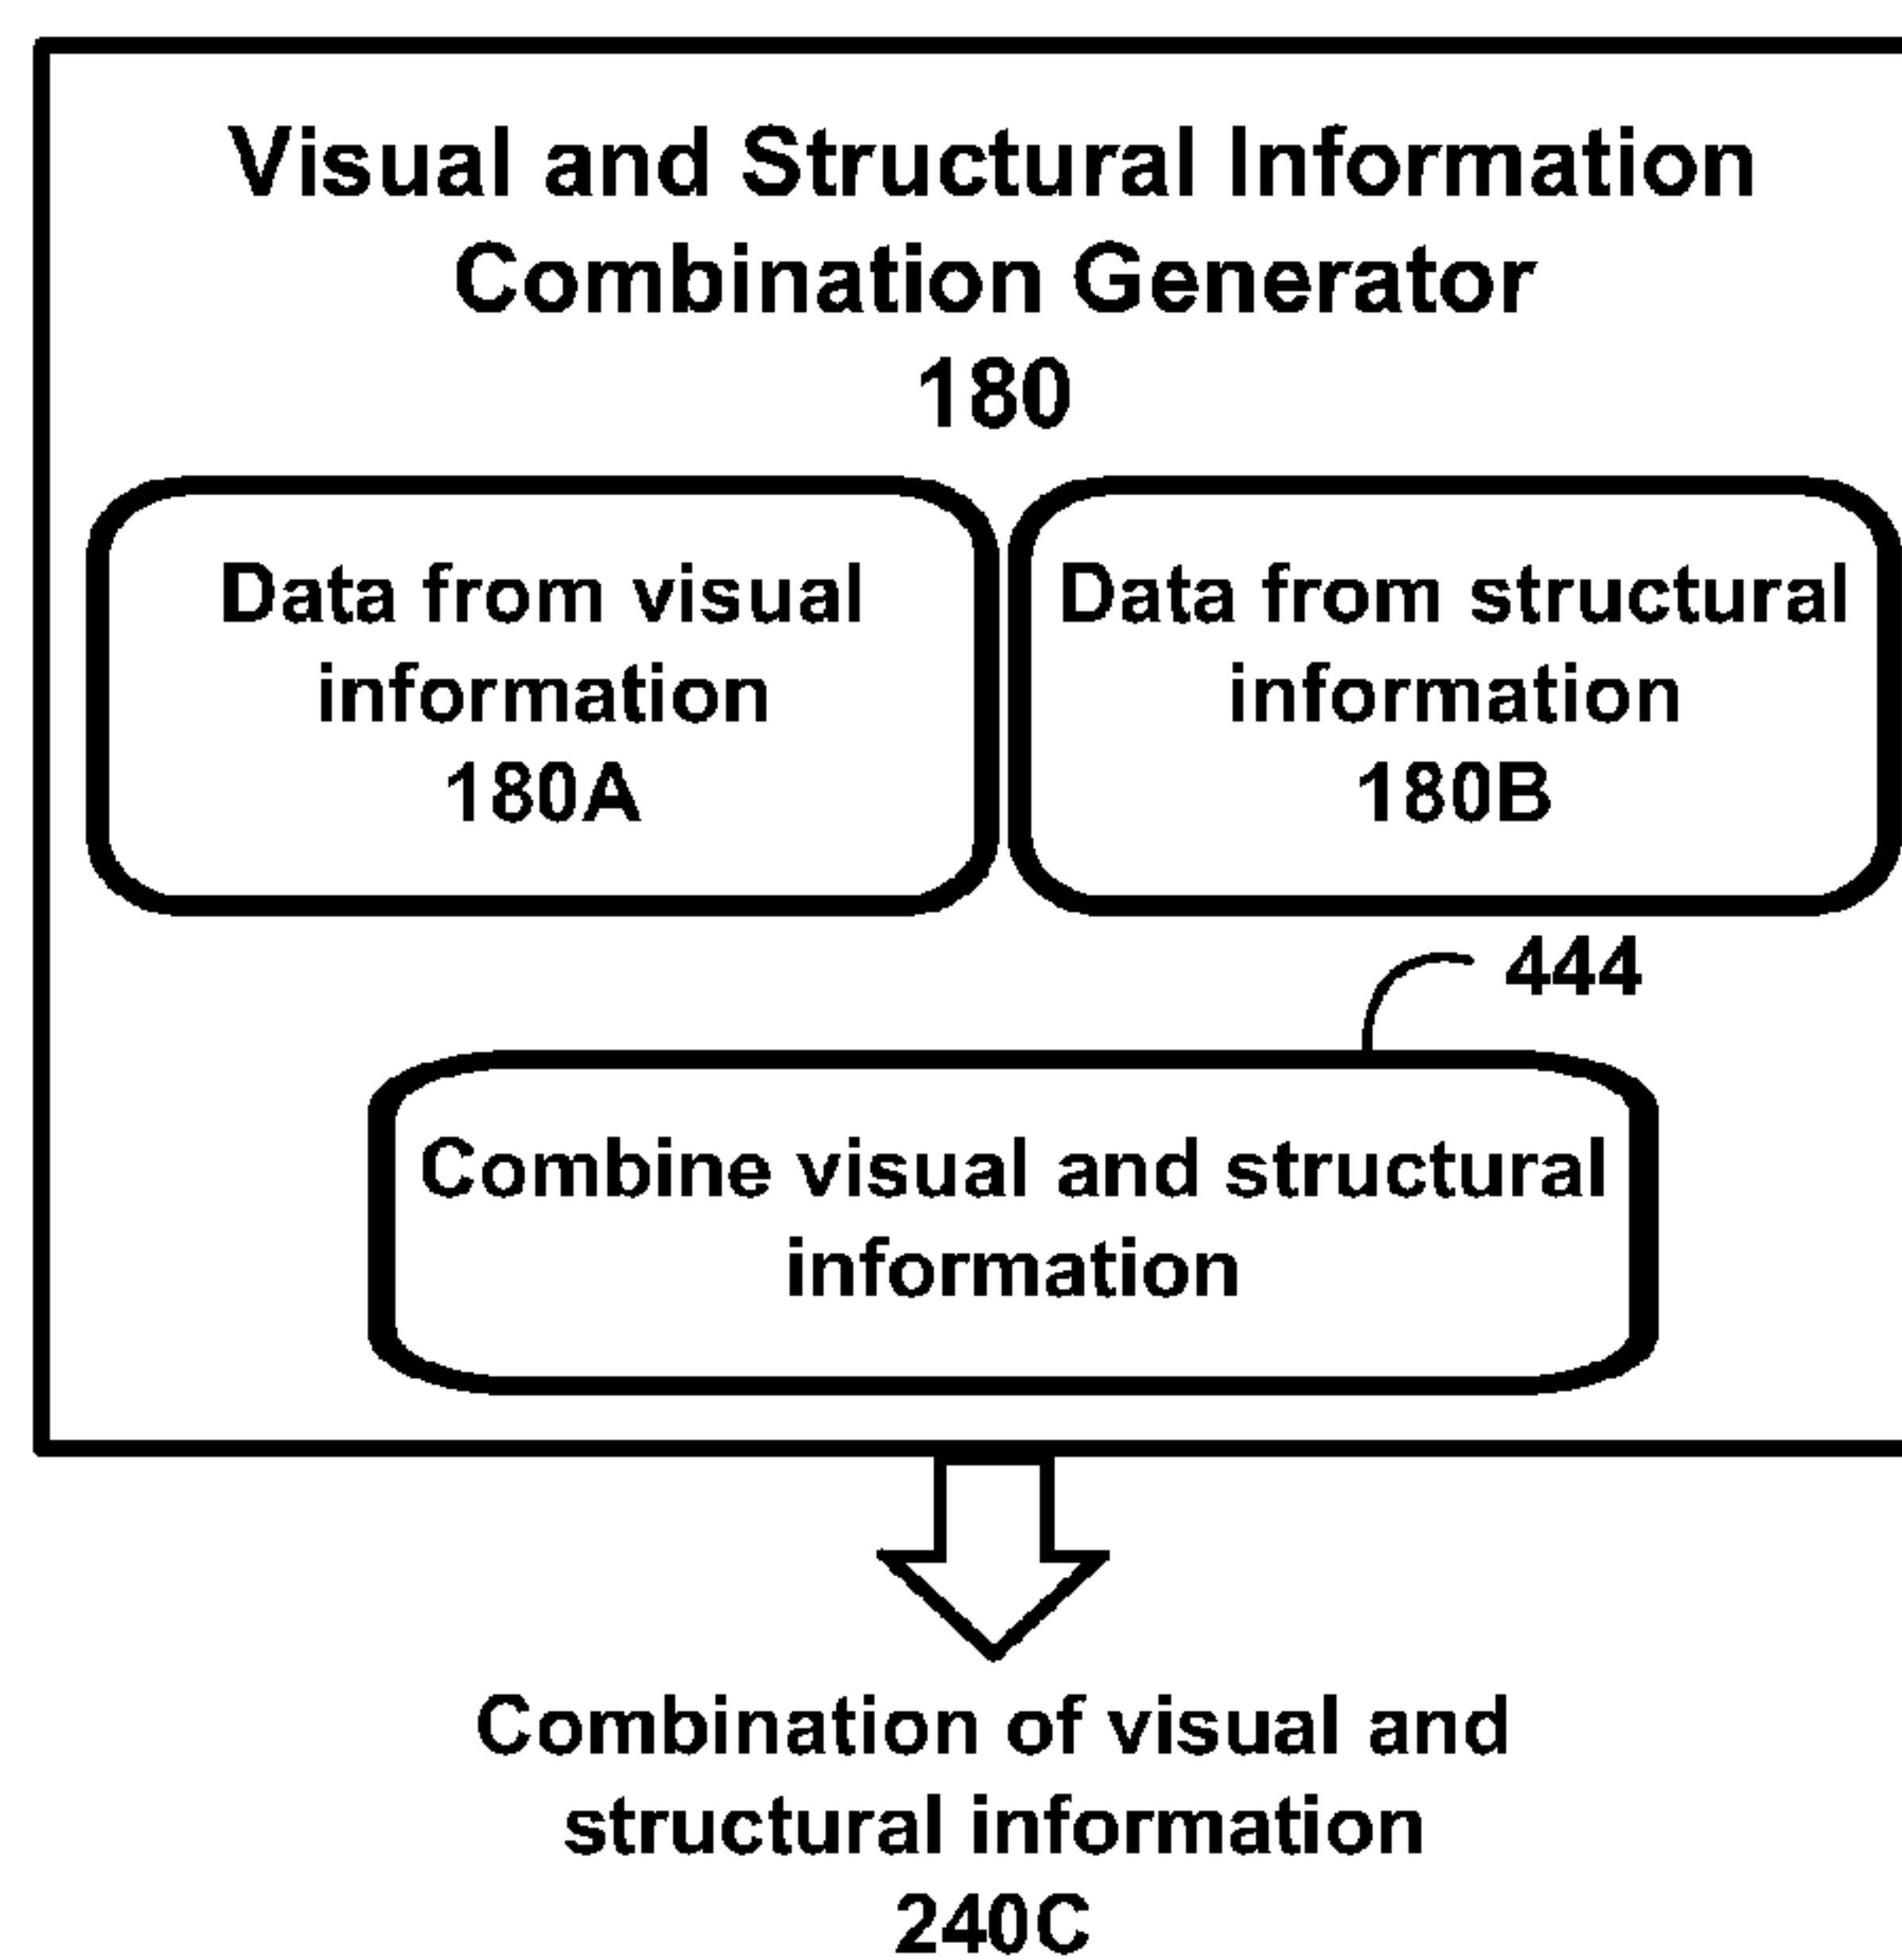 Visual and Structural Information
Combination Generator
180
Data from visual
information
180A
Data from structural
information
180B
444
Combine visual and structural
information
Combination of visual and
structural information
240C